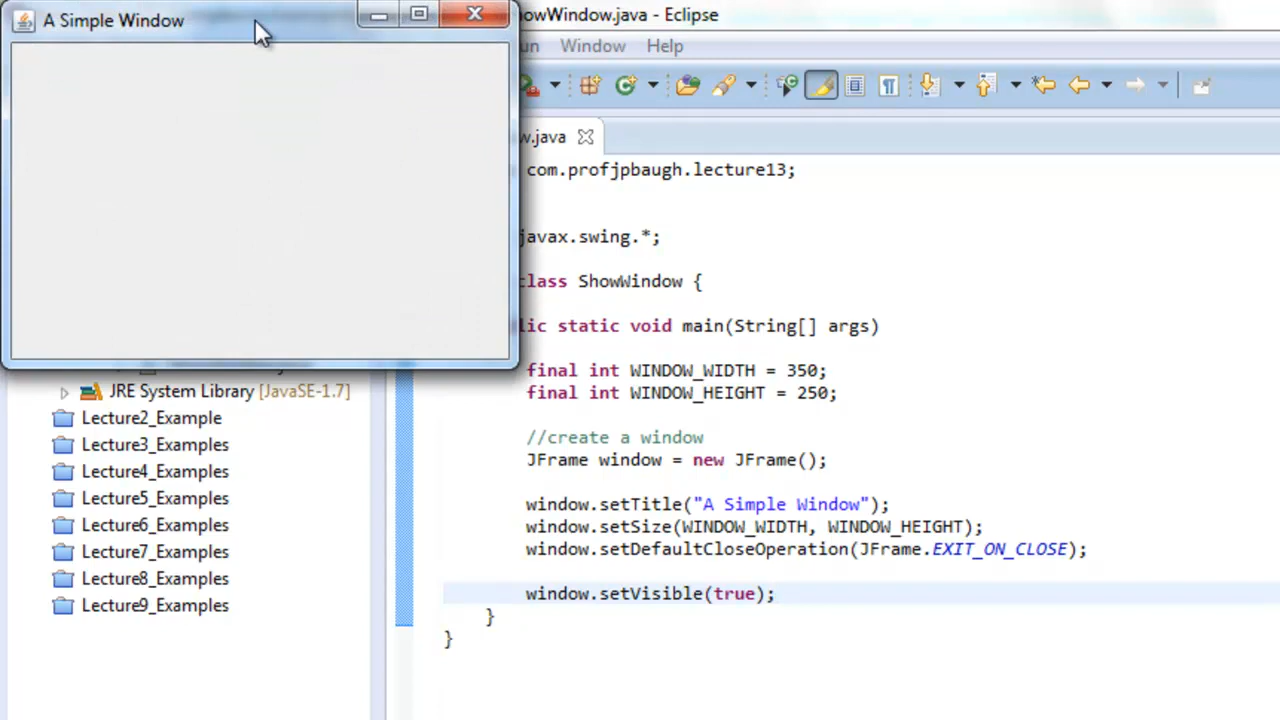 A Simple Window
howWindow.java - Eclipse
un Window Help
w.java
com.profjpbaugh.lecture13;
javax.swing.*;
class ShowWindow {
lic static void main(String[] args)
final int WINDOW_WIDTH = 350;
final int WINDOW_HEIGHT = 250;
//create a window
JFrame window = new JFrame();
window.setTitle("A Simple Window");
window.setSize(WINDOW_WIDTH, WINDOW_HEIGHT);
window.setDefaultCloseOperation(JFrame.EXIT_ON_CLOSE);
window.setVisible(true);
}
}
JRE System Library [JavaSE-1.7]
Lecture2_Example
Lecture3_Examples
Lecture4_Examples
Lecture5_Examples
Lecture6_Examples
Lecture7_Examples
Lecture8_Examples
Lecture9_Examples